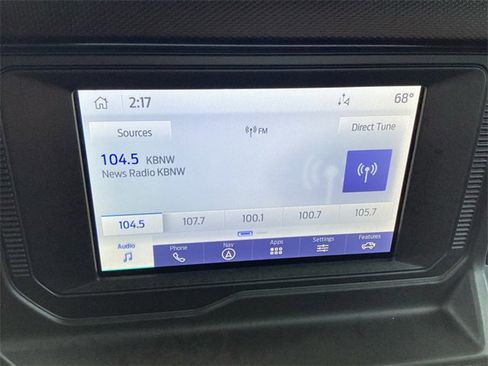 2:17 68°
Sources FM Direct Tune
104.5 KBNW
News Radio KBNW
104.5 107.7 100.1 100.7 105.7
Audio Phone Nav Apps Settings Features